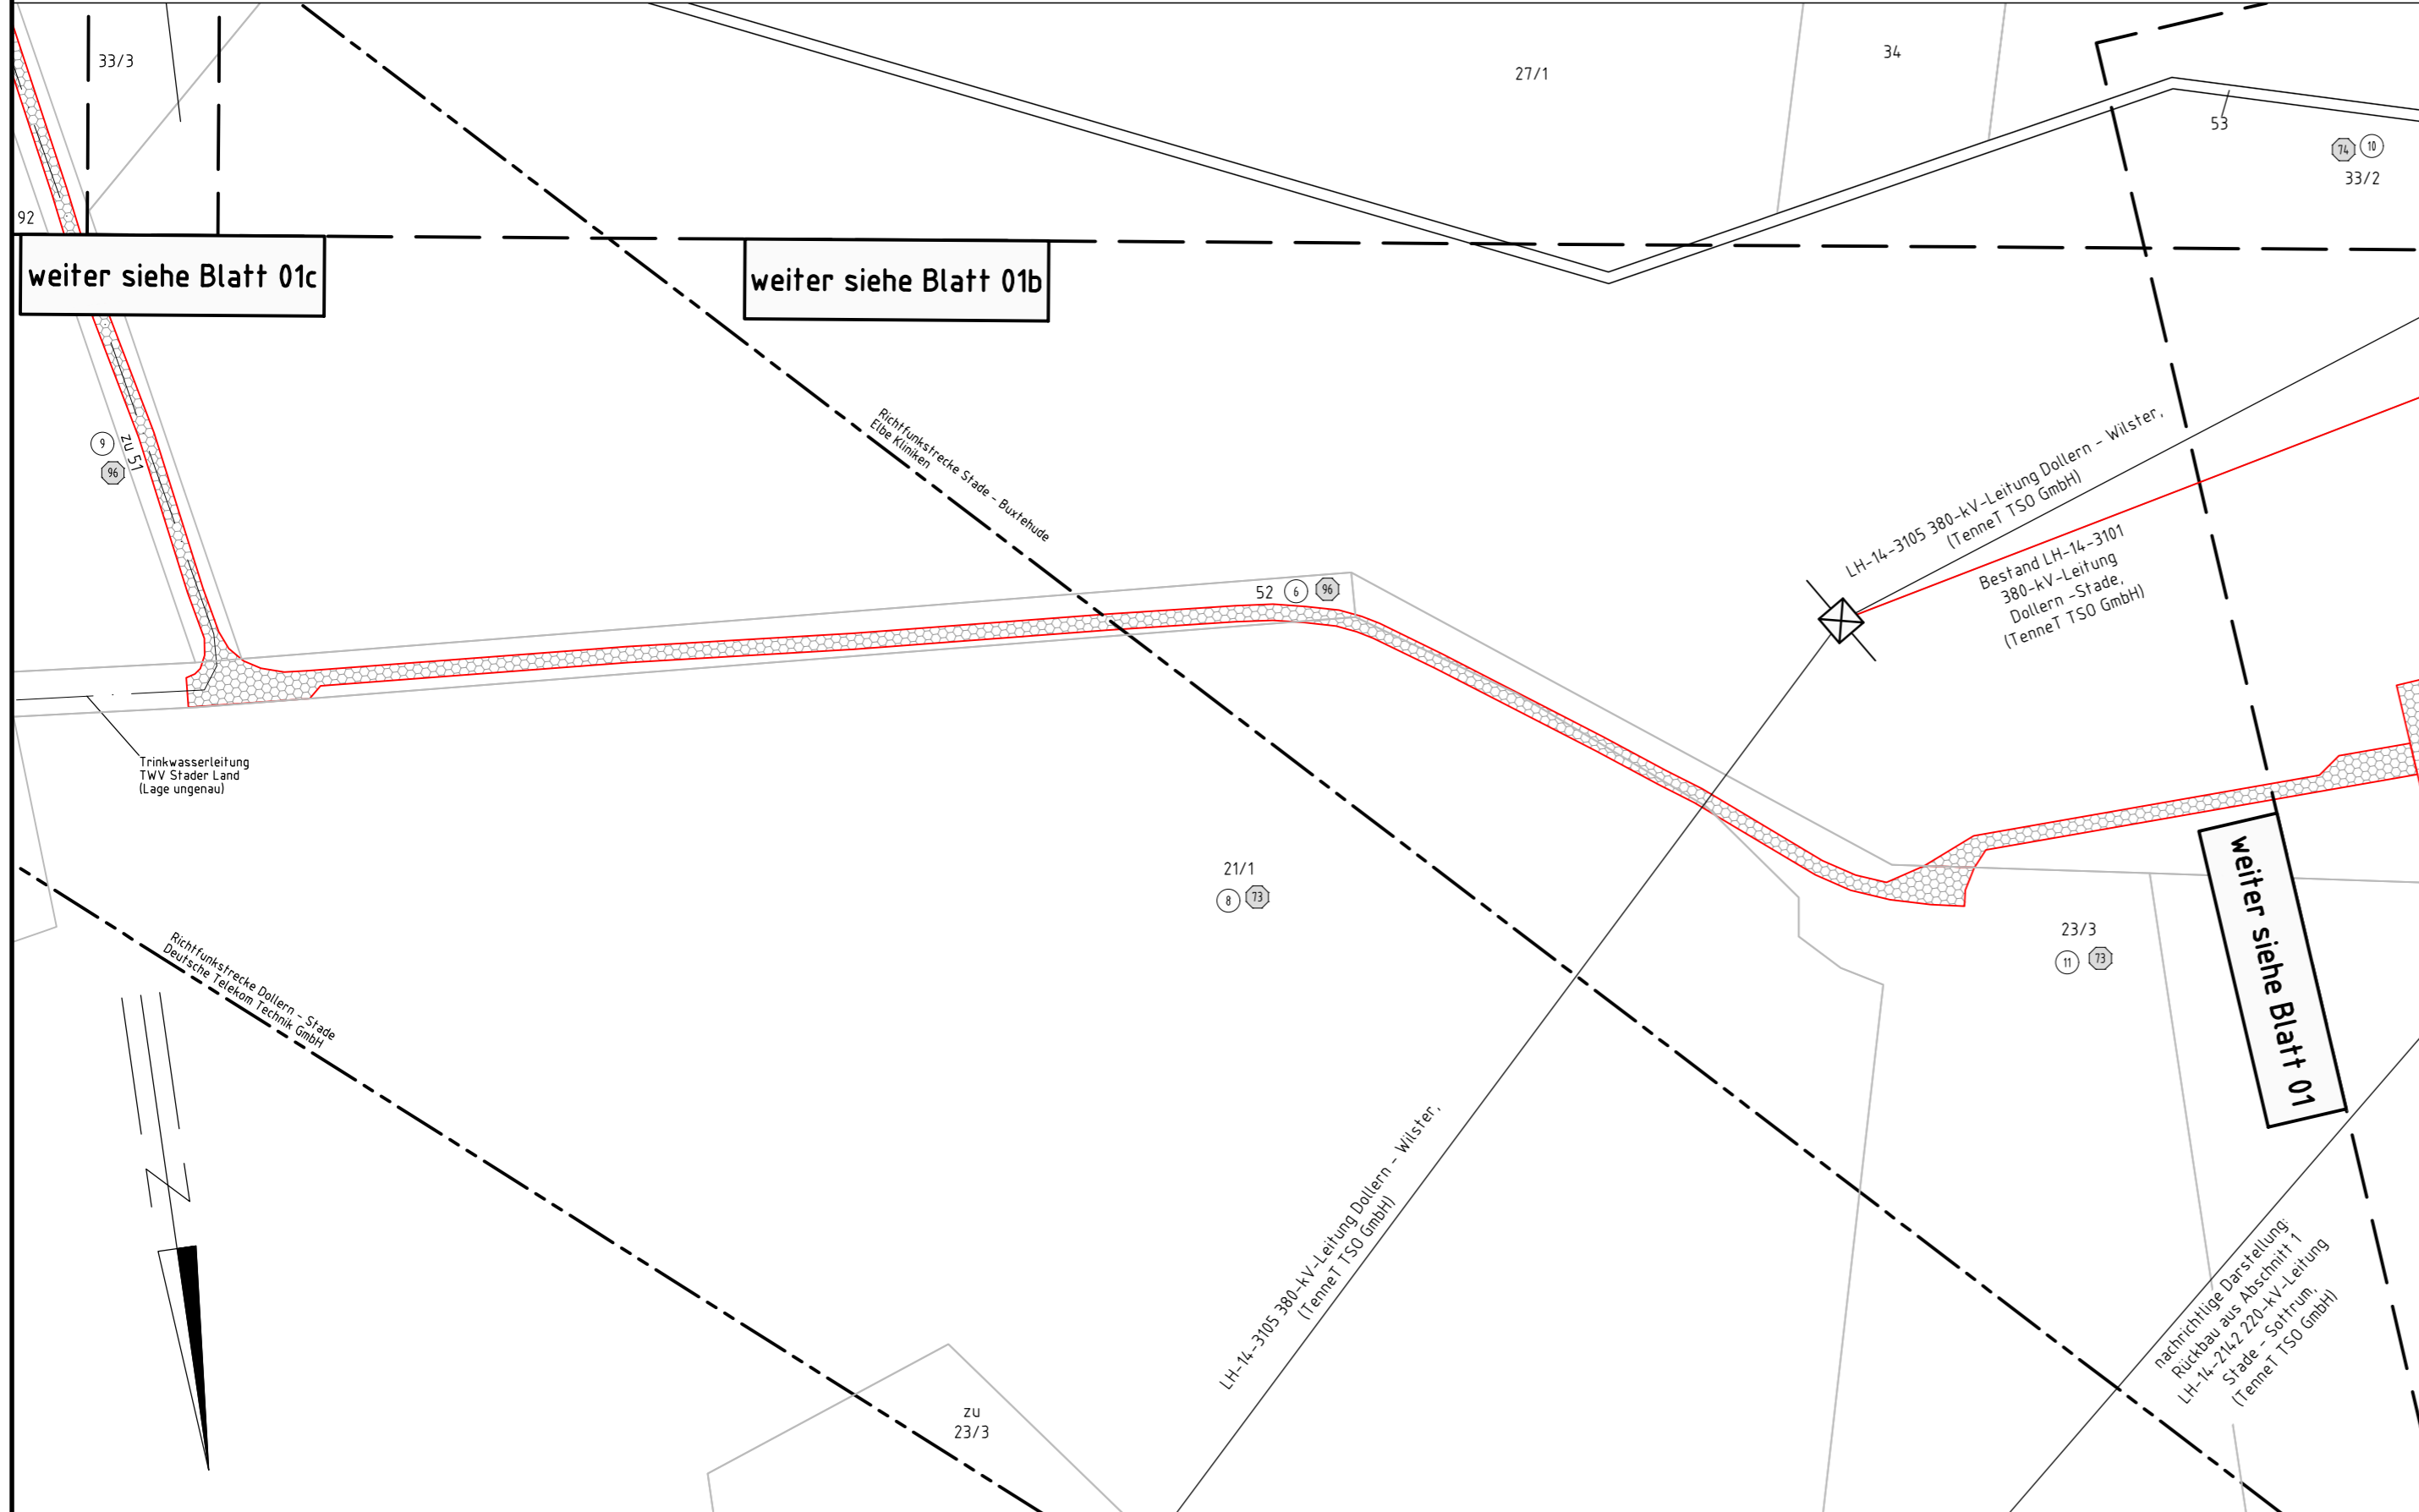 33/3
27/1
34
53
74 10
33/2
92
weiter siehe Blatt 01c
weiter siehe Blatt 01b
9
zu 51
96
Richtfunkstrecke Stade - Buxtehude
Elbe Kliniken
LH-14-3105 380-kV-Leitung Dollern - Wilster,
(TenneT TSO GmbH)
Bestand LH-14-3101
380-kV-Leitung
Dollern -Stade,
(TenneT TSO GmbH)
52 6 96
Trinkwasserleitung
TWV Stader Land
(Lage ungenau)
21/1
8 73
23/3
11 73
weiter siehe Blatt 01
Richtfunkstrecke Dollern - Stade
Deutsche Telekom Technik GmbH
N
LH-14-3105 380-kV-Leitung Dollern - Wilster,
(TenneT TSO GmbH)
nachrichtlige Darstellung:
Rückbau aus Abschnitt 1
LH-14-2142 220-kV-Leitung
Stade - Sottrum,
(TenneT TSO GmbH)
zu
23/3